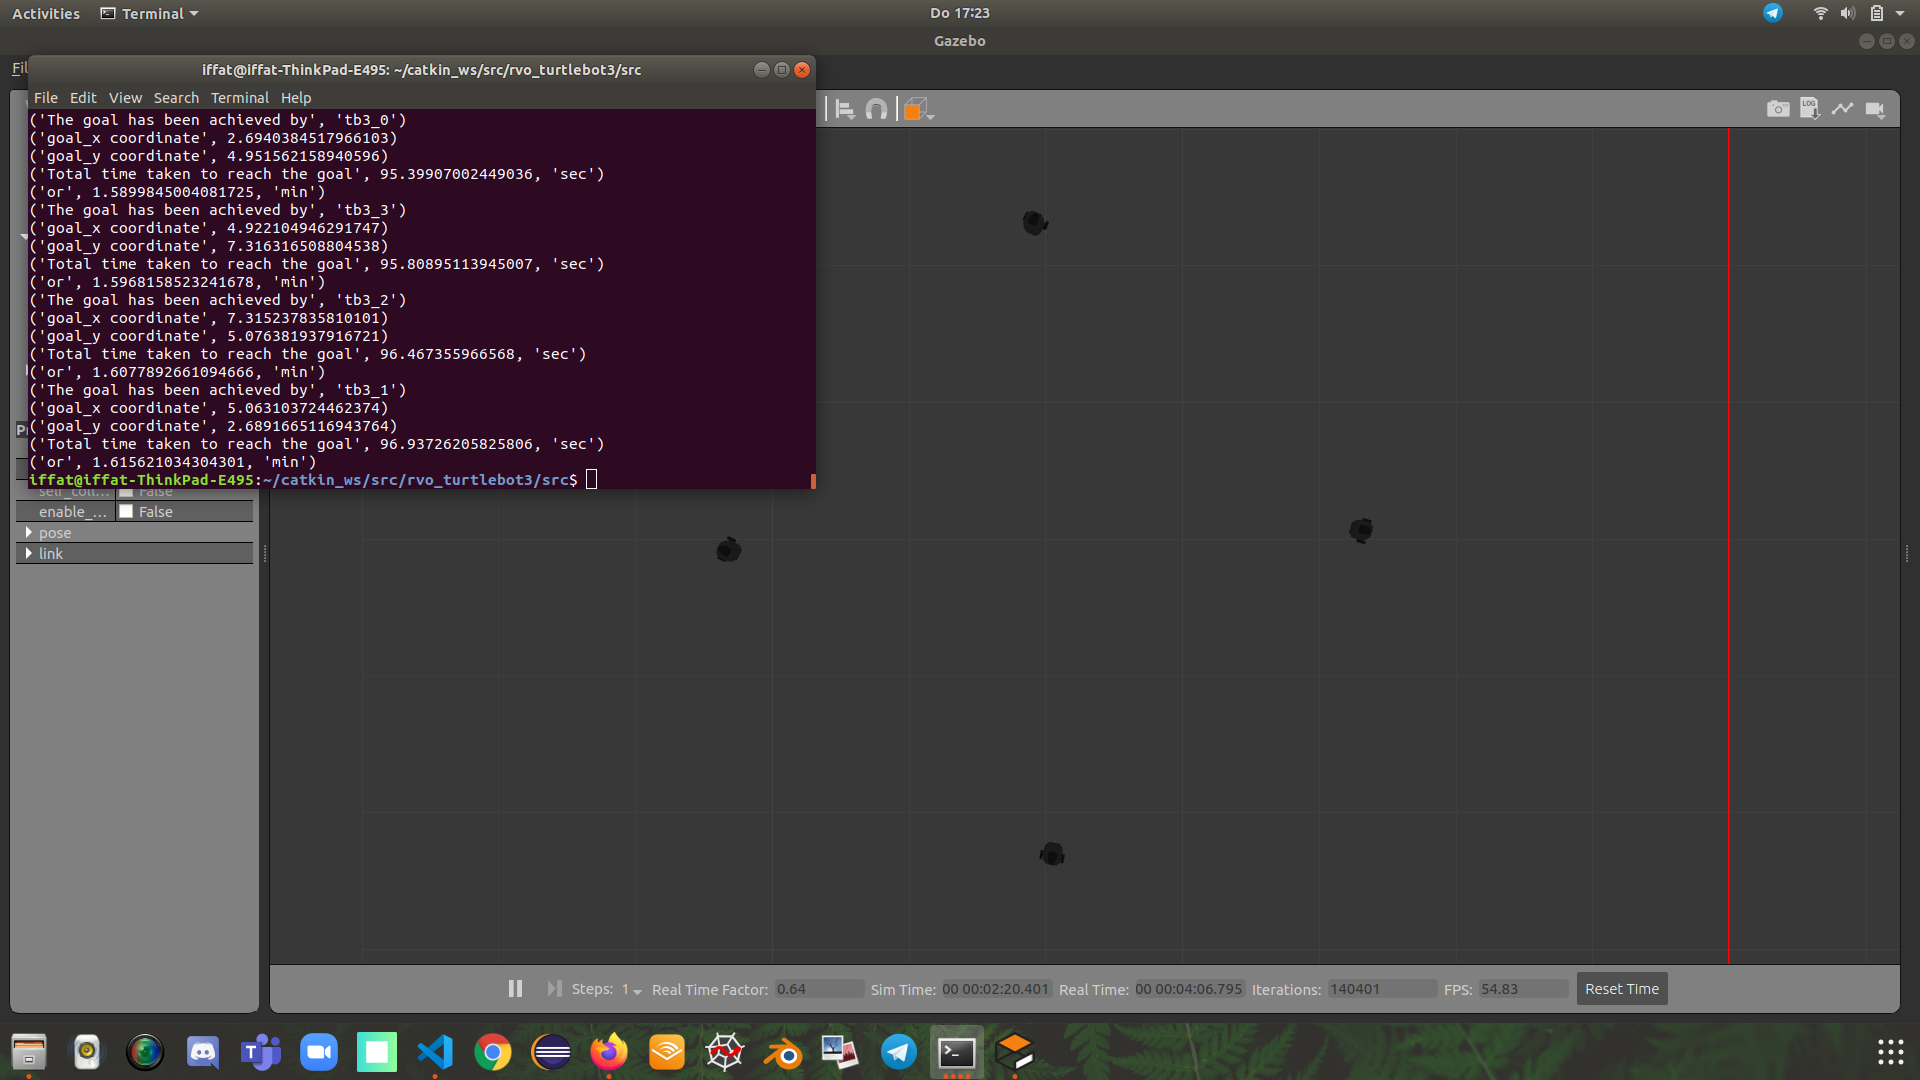 Activities
Terminal
Do 17:23
Gazebo
iffat@iffat-ThinkPad-E495: ~/catkin_ws/src/rvo_turtlebot3/src
File Edit View Search Terminal Help
('The goal has been achieved by', 'tb3_0')
('goal_x coordinate', 2.6940384517966103)
('goal_y coordinate', 4.951562158940596)
('Total time taken to reach the goal', 95.39907002449036, 'sec')
('or', 1.5899845004081725, 'min')
('The goal has been achieved by', 'tb3_3')
('goal_x coordinate', 4.922104946291747)
('goal_y coordinate', 7.316316508804538)
('Total time taken to reach the goal', 95.80895113945007, 'sec')
('or', 1.5968158523241678, 'min')
('The goal has been achieved by', 'tb3_2')
('goal_x coordinate', 7.315237835810101)
('goal_y coordinate', 5.076381937916721)
('Total time taken to reach the goal', 96.467355966568, 'sec')
('or', 1.6077892661094666, 'min')
('The goal has been achieved by', 'tb3_1')
('goal_x coordinate', 5.063103724462374)
('goal_y coordinate', 2.6891665116943764)
('Total time taken to reach the goal', 96.93726205825806, 'sec')
('or', 1.615621034304301, 'min')
iffat@iffat-ThinkPad-E495:~/catkin_ws/src/rvo_turtlebot3/src$
self_coll... False
enable_... False
pose
link
LOG
Steps: 1 Real Time Factor: 0.64 Sim Time: 00 00:02:20.401 Real Time: 00 00:04:06.795 Iterations: 140401 FPS: 54.83 Reset Time